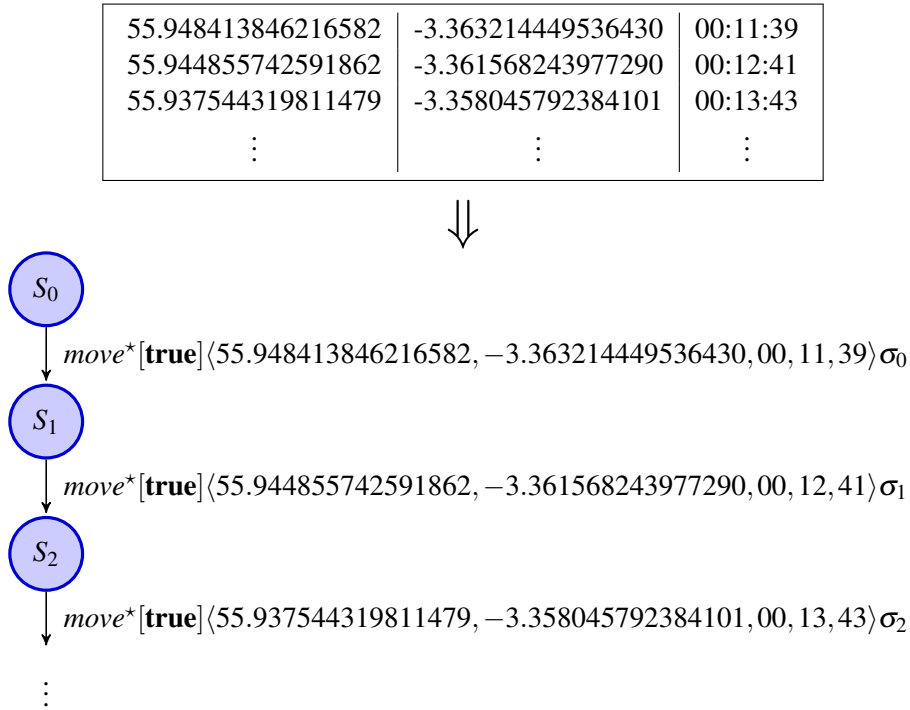 55.948413846216582 -3.363214449536430 00:11:39
55.944855742591862 -3.361568243977290 00:12:41
55.937544319811479 -3.358045792384101 00:13:43
⋮ ⋮ ⋮
⇓
S₀
move⋆[true]⟨55.948413846216582, −3.363214449536430, 00, 11, 39⟩σ₀
S₁
move⋆[true]⟨55.944855742591862, −3.361568243977290, 00, 12, 41⟩σ₁
S₂
move⋆[true]⟨55.937544319811479, −3.358045792384101, 00, 13, 43⟩σ₂
⋮